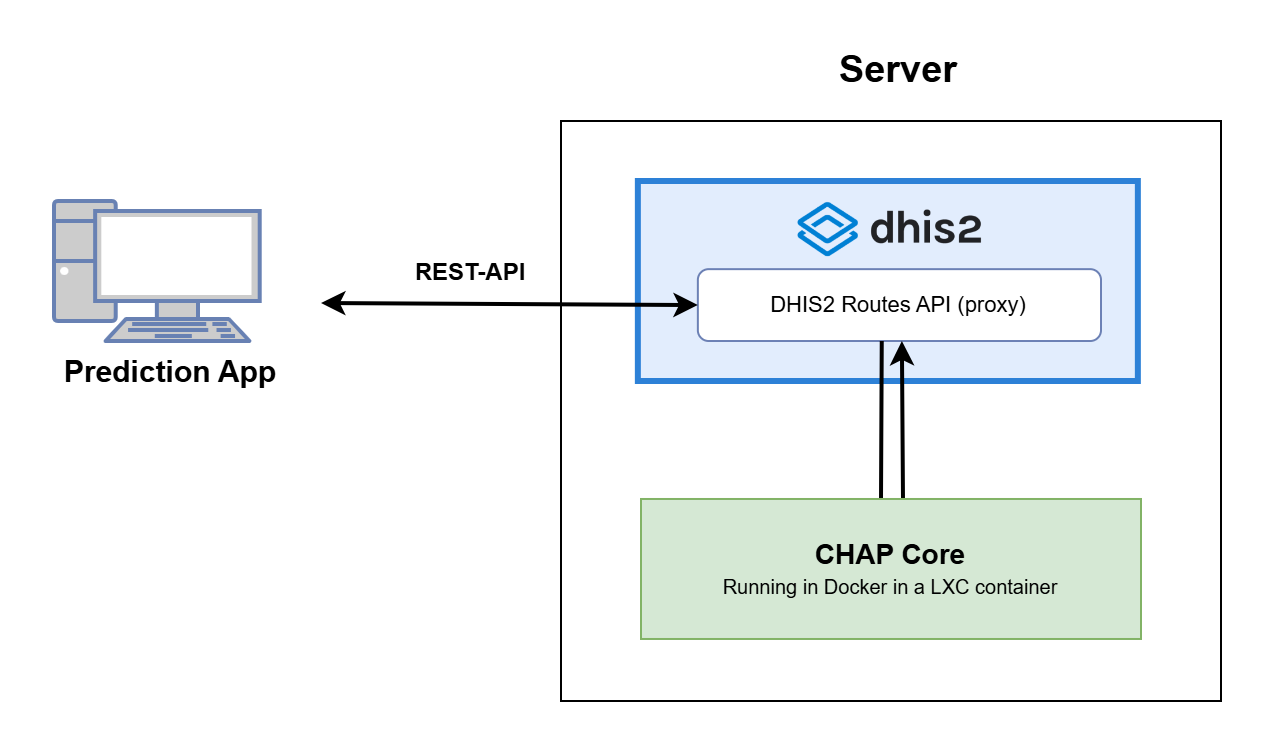 Server
dhis2
REST-API
DHIS2 Routes API (proxy)
Prediction App
CHAP Core
Running in Docker in a LXC container